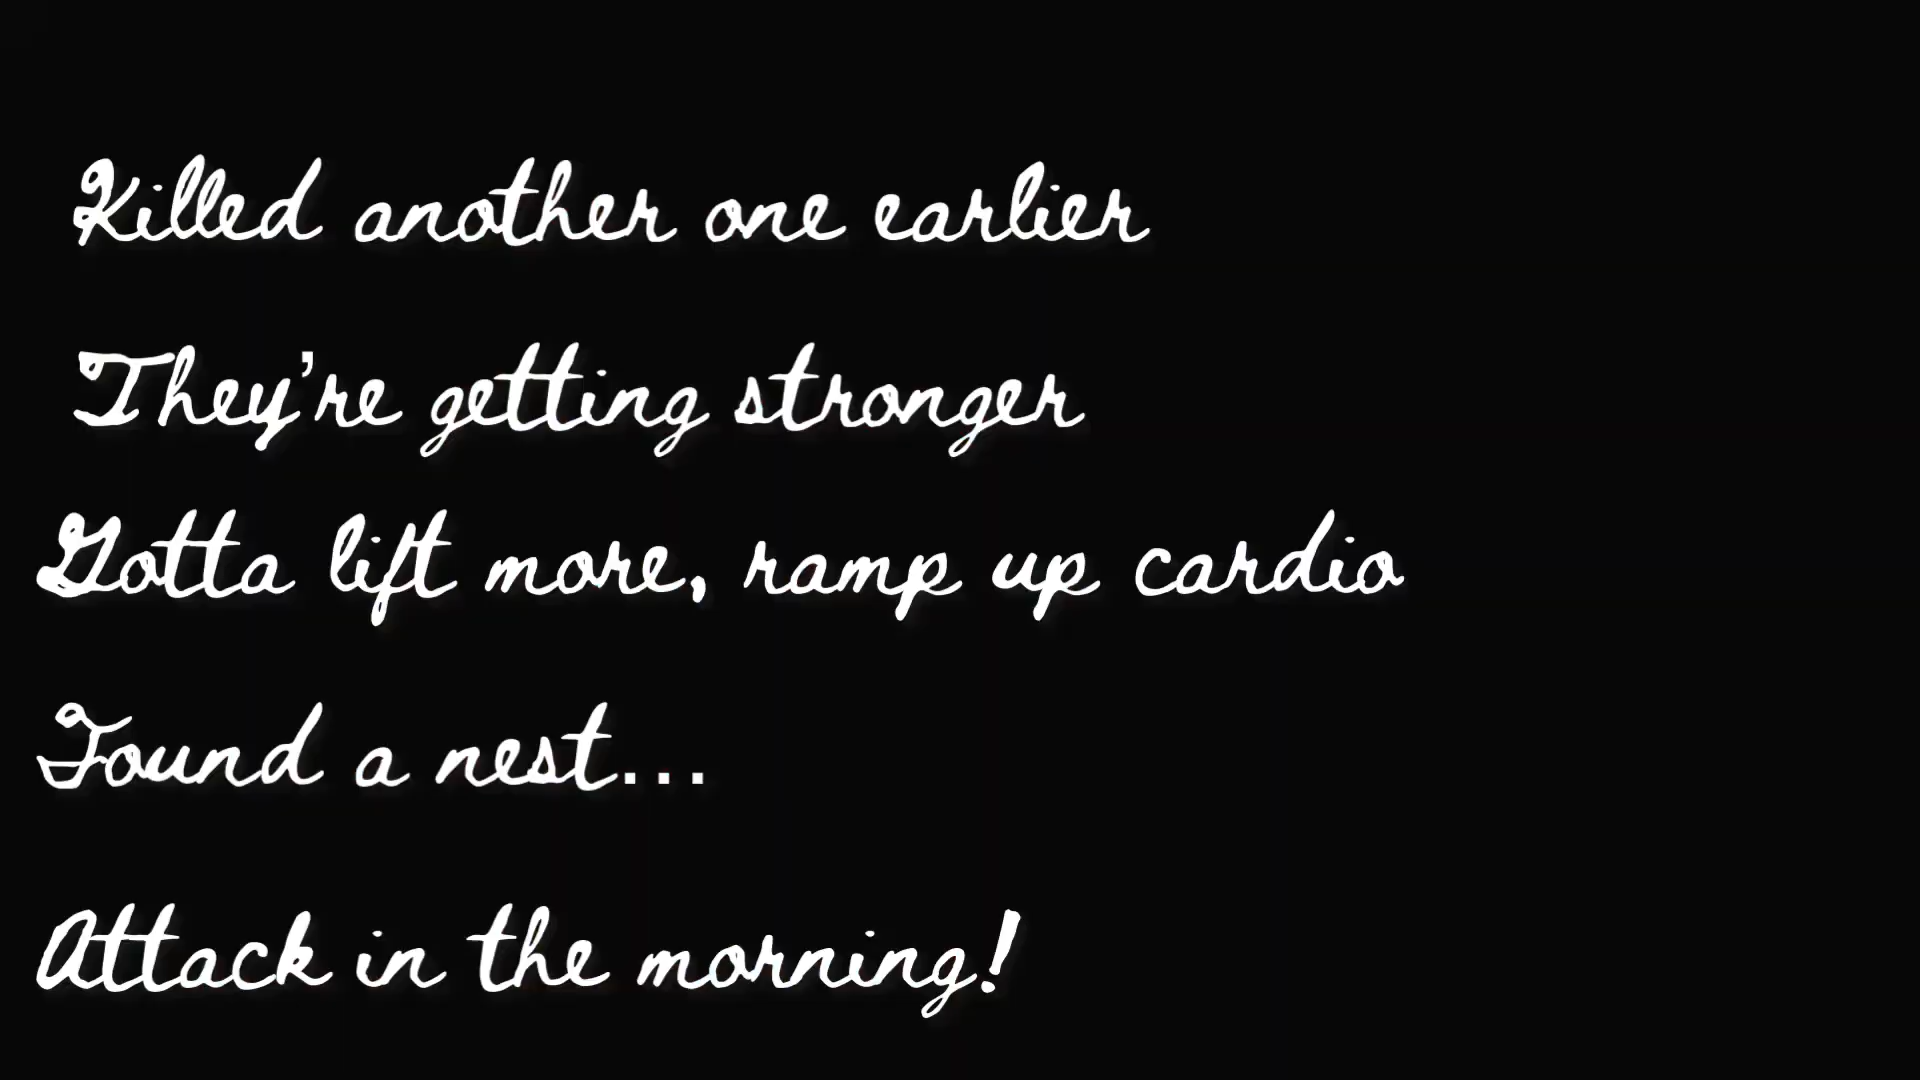 Killed another one earlier
They're getting stronger
Gotta lift more, ramp up cardio
Found a nest...
Attack in the morning!